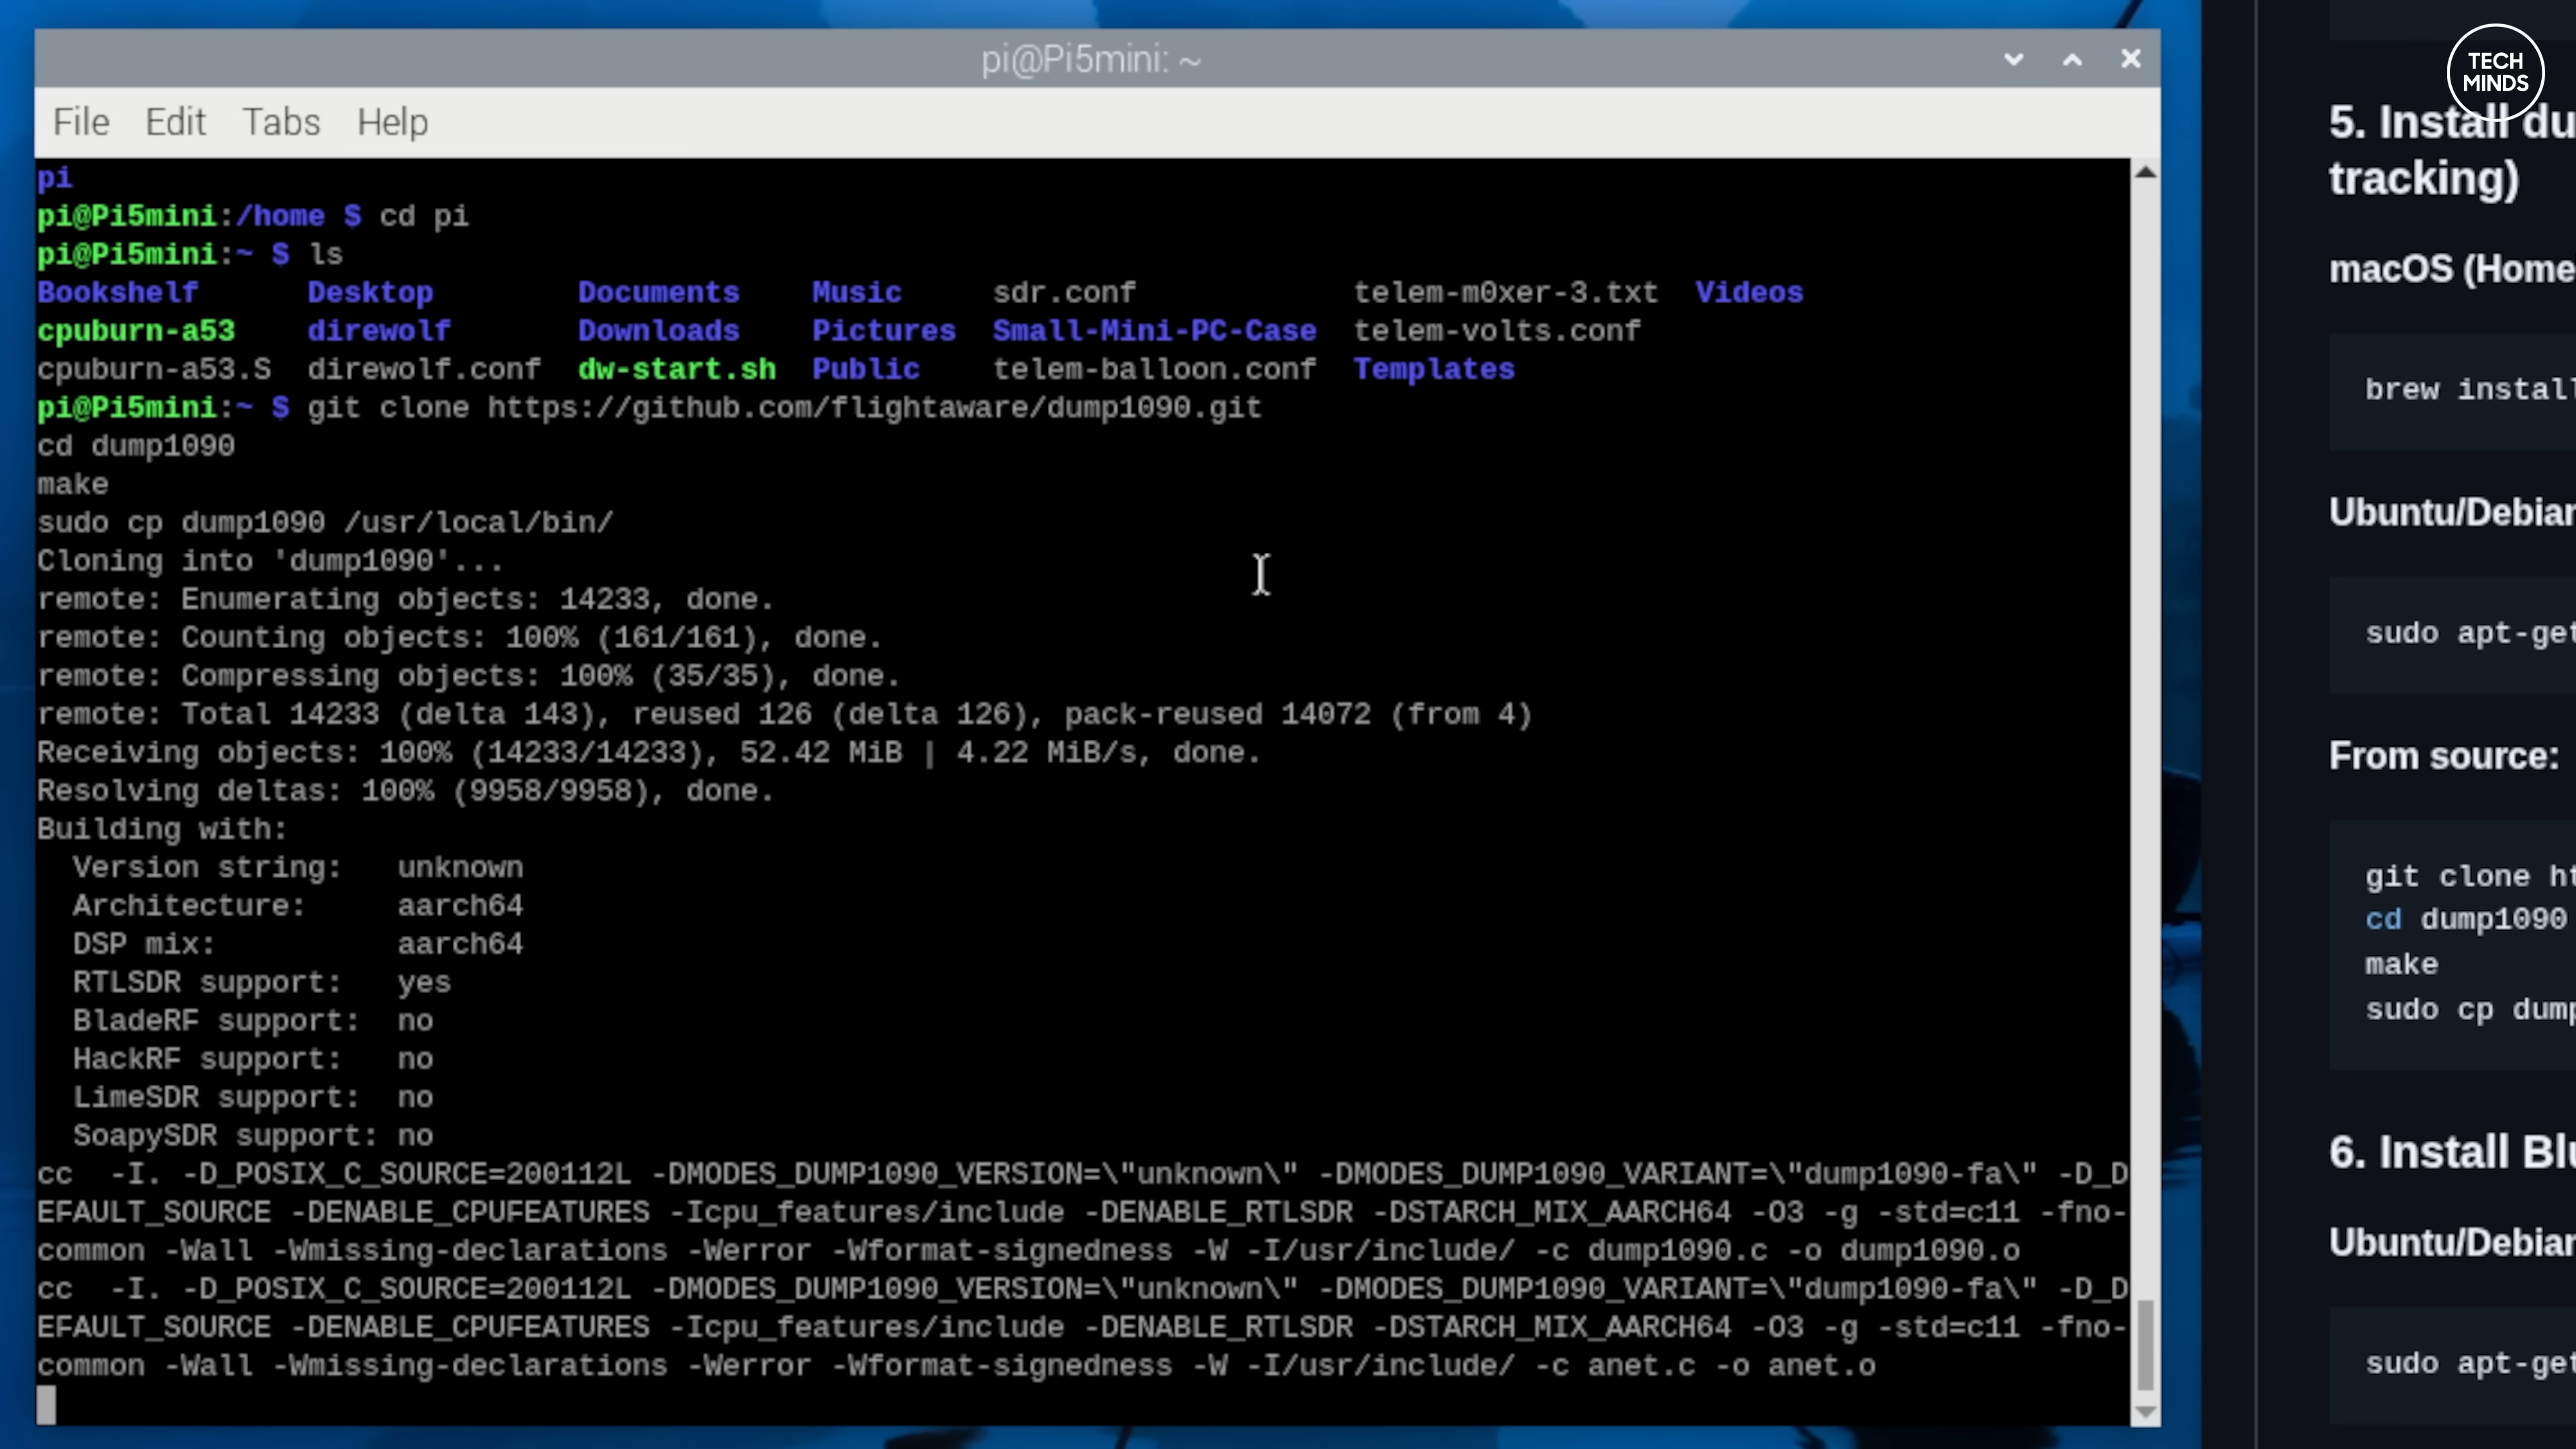 pi@Pi5mini: ~
File Edit Tabs Help
pi
pi@Pi5mini:/home $ cd pi
pi@Pi5mini:~ $ ls
Bookshelf Desktop Documents Music sdr.conf telem-m0xer-3.txt Videos
cpuburn-a53 direwolf Downloads Pictures Small-Mini-PC-Case telem-volts.conf
cpuburn-a53.S direwolf.conf dw-start.sh Public telem-balloon.conf Templates
pi@Pi5mini:~ $ git clone https://github.com/flightaware/dump1090.git
cd dump1090
make
sudo cp dump1090 /usr/local/bin/
Cloning into 'dump1090'...
remote: Enumerating objects: 14233, done.
remote: Counting objects: 100% (161/161), done.
remote: Compressing objects: 100% (35/35), done.
remote: Total 14233 (delta 143), reused 126 (delta 126), pack-reused 14072 (from 4)
Receiving objects: 100% (14233/14233), 52.42 MiB | 4.22 MiB/s, done.
Resolving deltas: 100% (9958/9958), done.
Building with:
Version string: unknown
Architecture: aarch64
DSP mix: aarch64
RTLSDR support: yes
BladeRF support: no
HackRF support: no
LimeSDR support: no
SoapySDR support: no
cc -I. -D_POSIX_C_SOURCE=200112L -DMODES_DUMP1090_VERSION=\"unknown\" -DMODES_DUMP1090_VARIANT=\"dump1090-fa\" -D_D
EFAULT_SOURCE -DENABLE_CPUFEATURES -Icpu_features/include -DENABLE_RTLSDR -DSTARCH_MIX_AARCH64 -O3 -g -std=c11 -fno-
common -Wall -Wmissing-declarations -Werror -Wformat-signedness -W -I/usr/include/ -c dump1090.c -o dump1090.o
cc -I. -D_POSIX_C_SOURCE=200112L -DMODES_DUMP1090_VERSION=\"unknown\" -DMODES_DUMP1090_VARIANT=\"dump1090-fa\" -D_D
EFAULT_SOURCE -DENABLE_CPUFEATURES -Icpu_features/include -DENABLE_RTLSDR -DSTARCH_MIX_AARCH64 -O3 -g -std=c11 -fno-
common -Wall -Wmissing-declarations -Werror -Wformat-signedness -W -I/usr/include/ -c anet.c -o anet.o
TECH
MINDS
5. Install du
tracking)
macOS (Home
brew install
Ubuntu/Debian
sudo apt-get
From source:
git clone ht
cd dump1090
make
sudo cp dump
6. Install Blu
Ubuntu/Debian
sudo apt-get